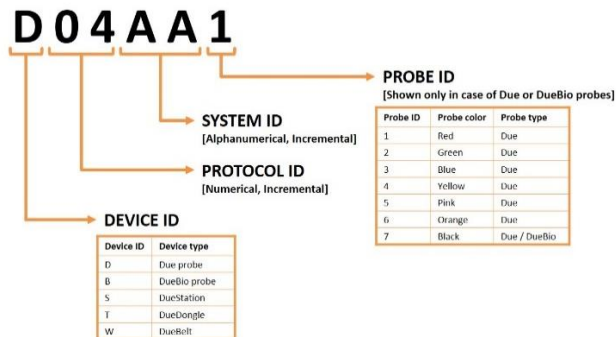 D04AA1
PROBE ID
[Shown only in case of Due or DueBio probes]
Probe ID Probe color Probe type
1 Red Due
2 Green Due
3 Blue Due
4 Yellow Due
5 Pink Due
6 Orange Due
7 Black Due / DueBio
SYSTEM ID
[Alphanumerical, Incremental]
PROTOCOL ID
[Numerical, Incremental]
DEVICE ID
Device ID Device type
D Due probe
B DueBio probe
S DueStation
T DueDongle
W DueBelt